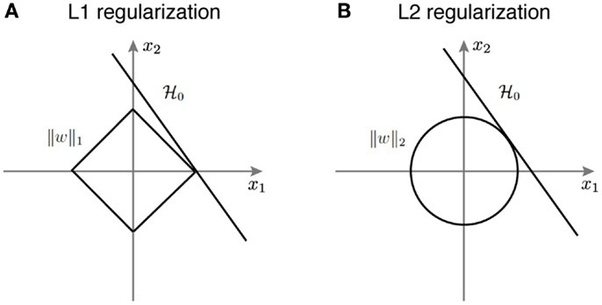 A L1 regularization
x₂
ℋ₀
‖w‖₁
x₁
B L2 regularization
x₂
ℋ₀
‖w‖₂
x₁